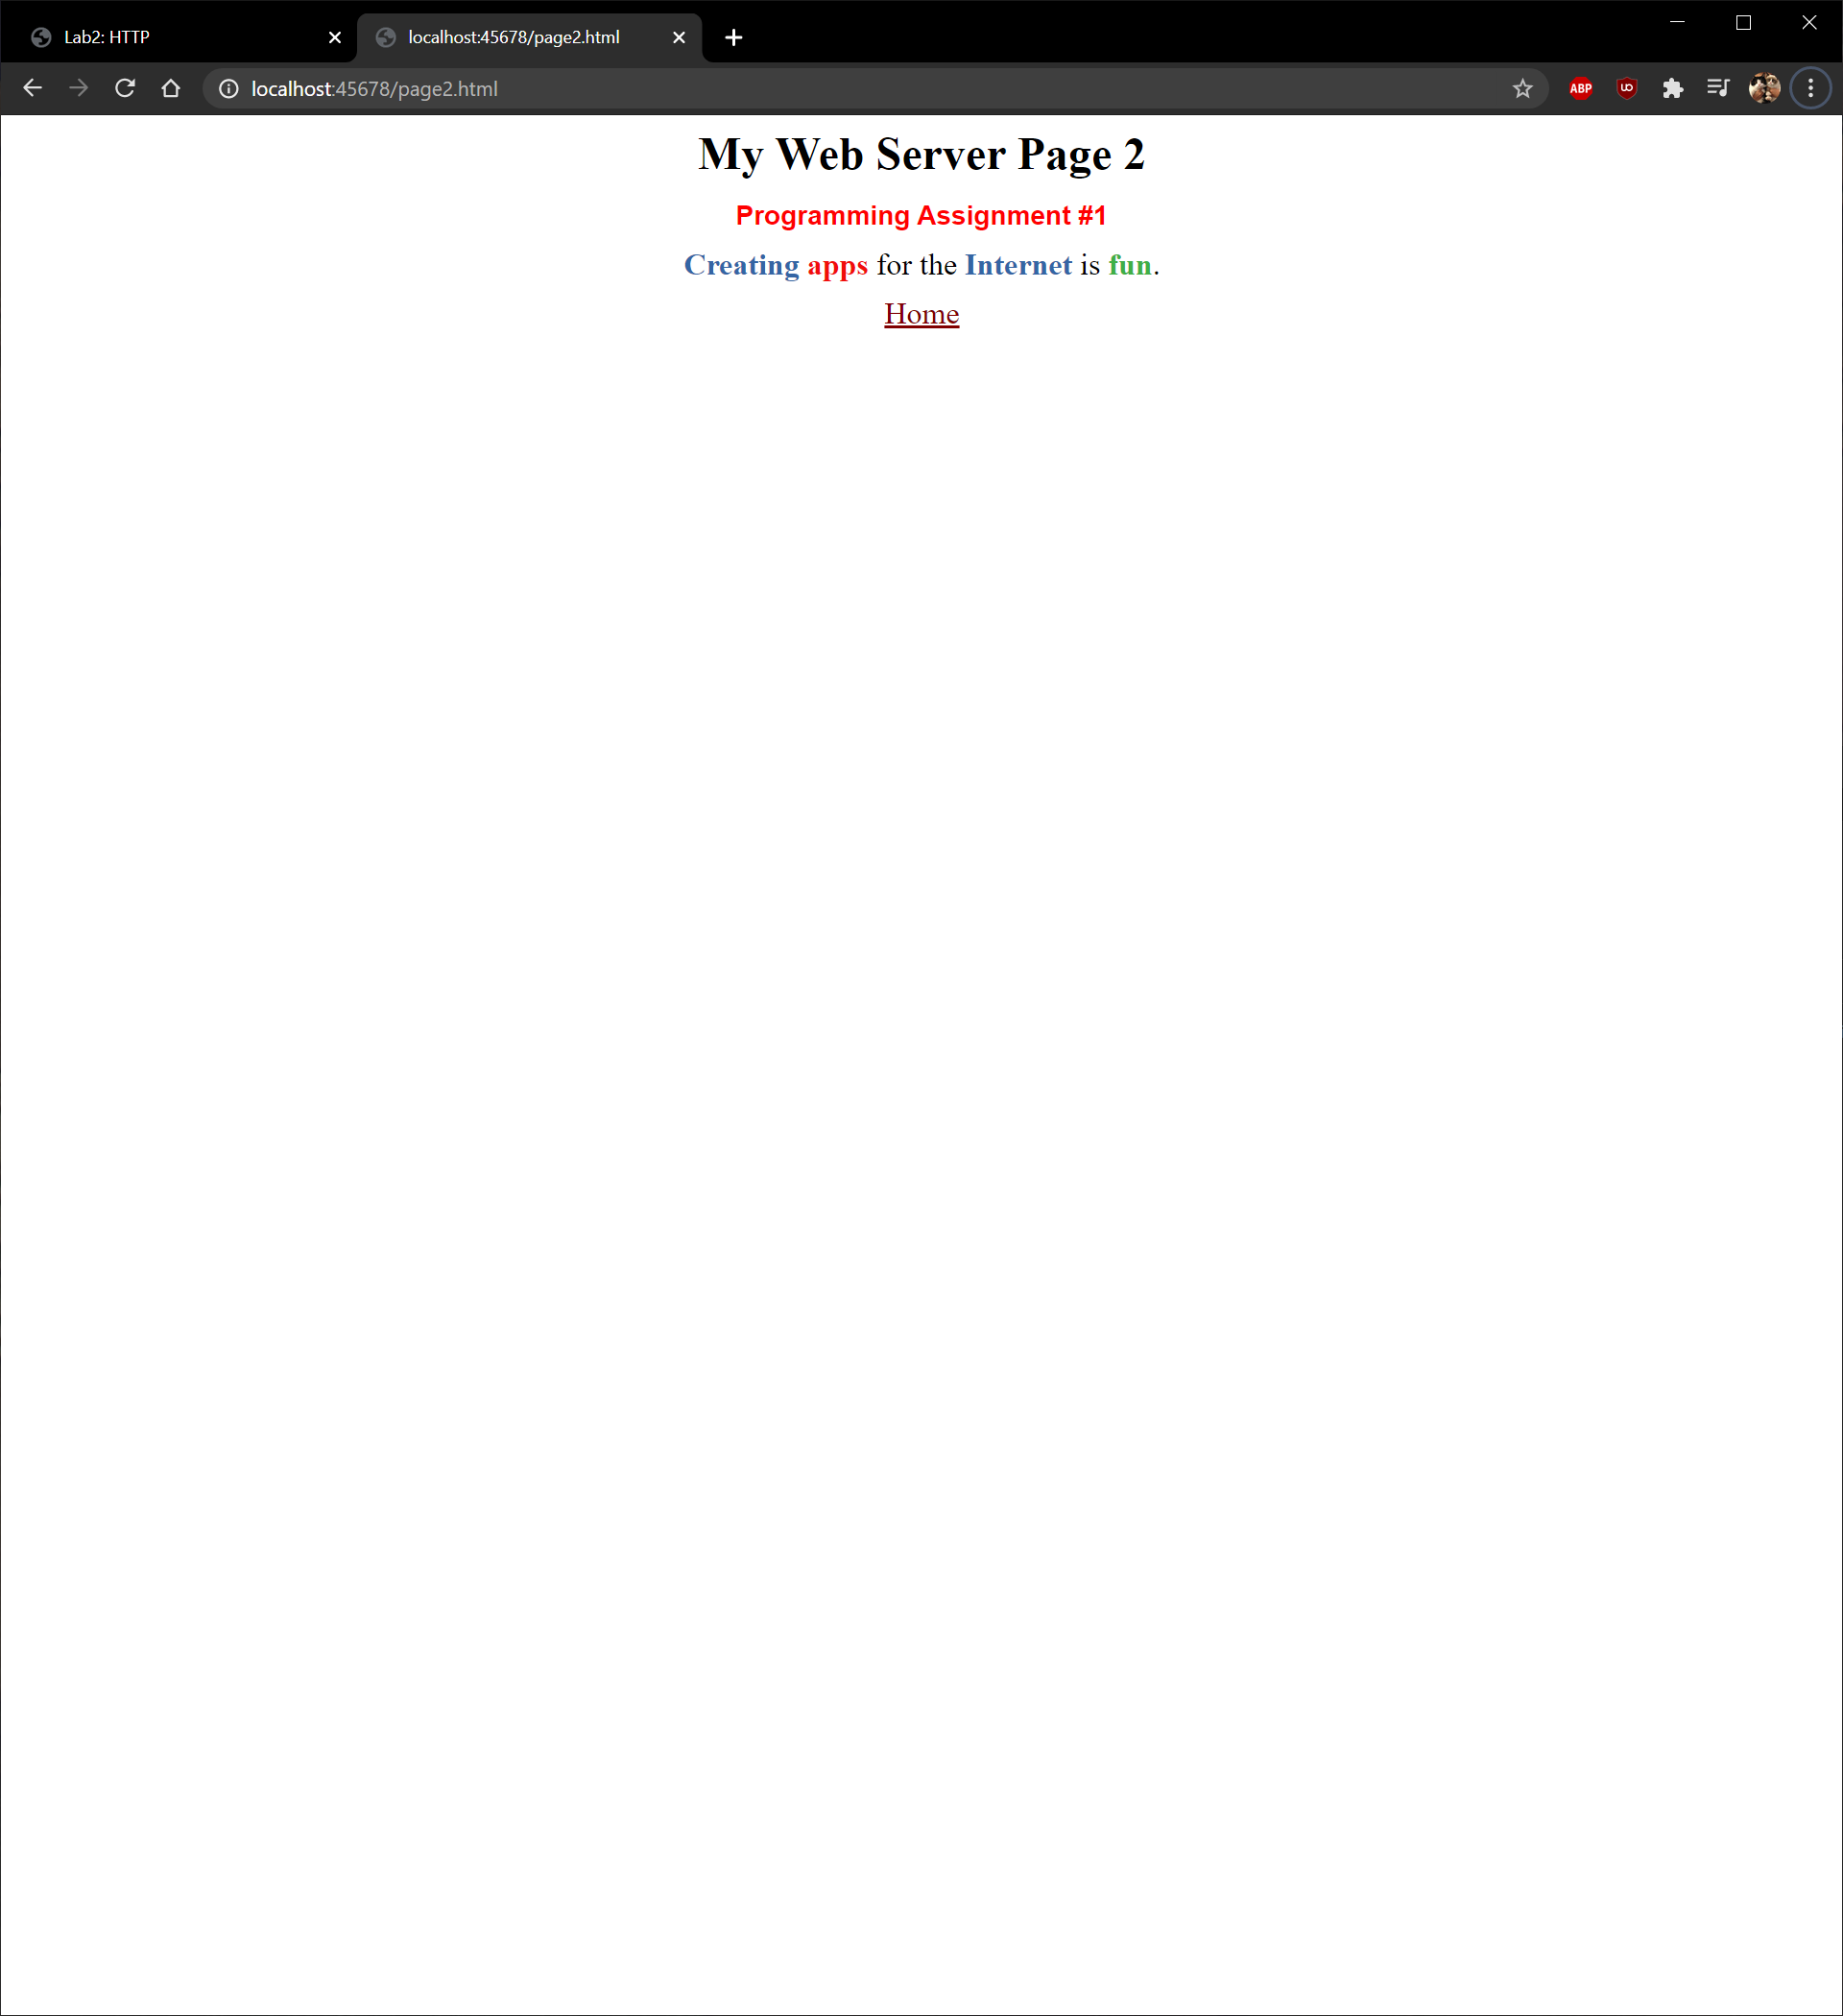 Lab2: HTTP
localhost:45678/page2.html
localhost:45678/page2.html
ABP
My Web Server Page 2
Programming Assignment #1
Creating apps for the Internet is fun.
Home